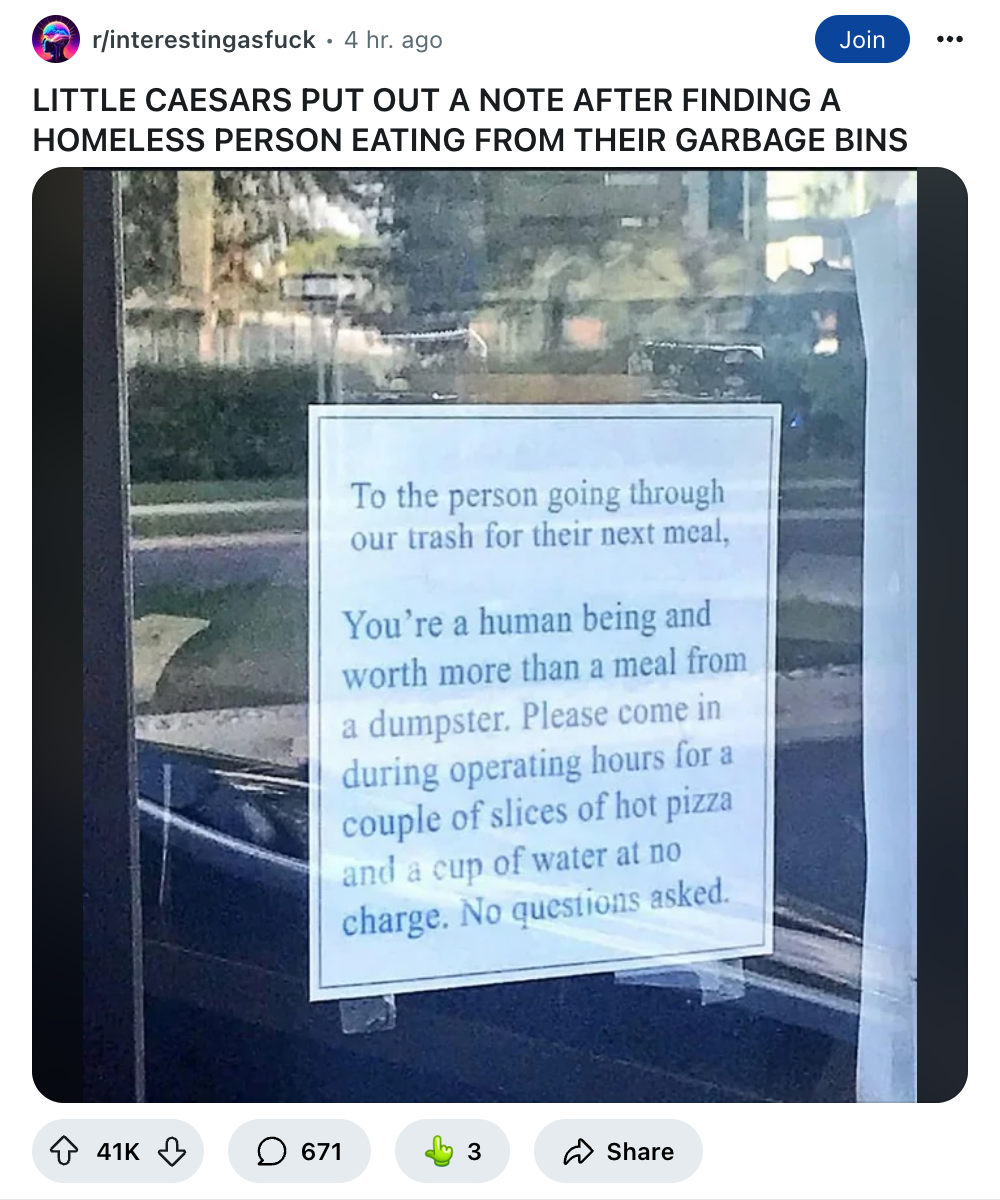 r/interestingasfuck • 4 hr. ago
Join
LITTLE CAESARS PUT OUT A NOTE AFTER FINDING A
HOMELESS PERSON EATING FROM THEIR GARBAGE BINS
To the person going through
our trash for their next meal,
You're a human being and
worth more than a meal from
a dumpster. Please come in
during operating hours for a
couple of slices of hot pizza
and a cup of water at no
charge. No questions asked.
41K
671
3
Share